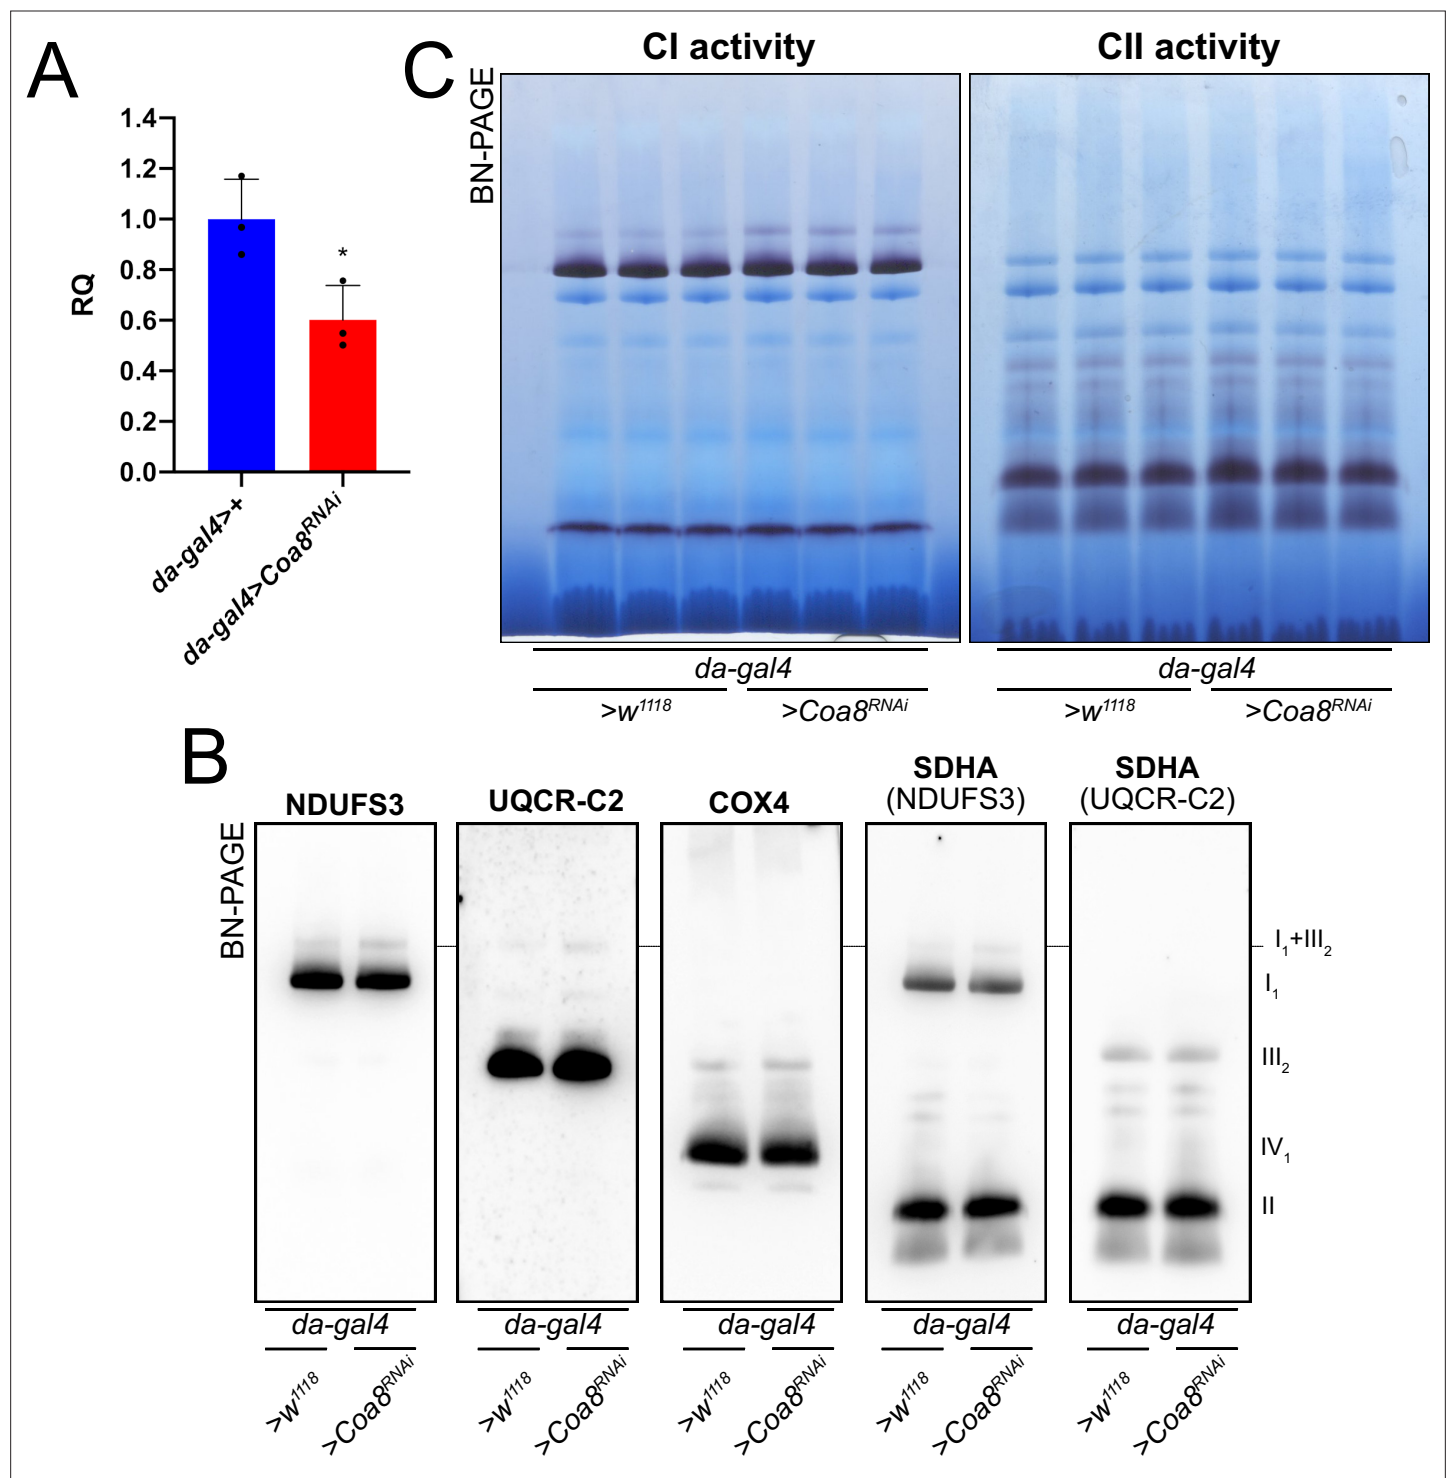 A
1.4
1.2
1.0
0.8
0.6
0.4
0.2
0.0
RQ
*
da-gal4>+
da-gal4>Coa8RNAi
C
CI activity
CII activity
BN-PAGE
da-gal4
>w1118
>Coa8RNAi
da-gal4
>w1118
>Coa8RNAi
B
NDUFS3
UQCR-C2
COX4
SDHA
(NDUFS3)
SDHA
(UQCR-C2)
BN-PAGE
I1+III2
I1
III2
IV1
II
da-gal4
>w1118
>Coa8RNAi
da-gal4
>w1118
>Coa8RNAi
da-gal4
>w1118
>Coa8RNAi
da-gal4
>w1118
>Coa8RNAi
da-gal4
>w1118
>Coa8RNAi